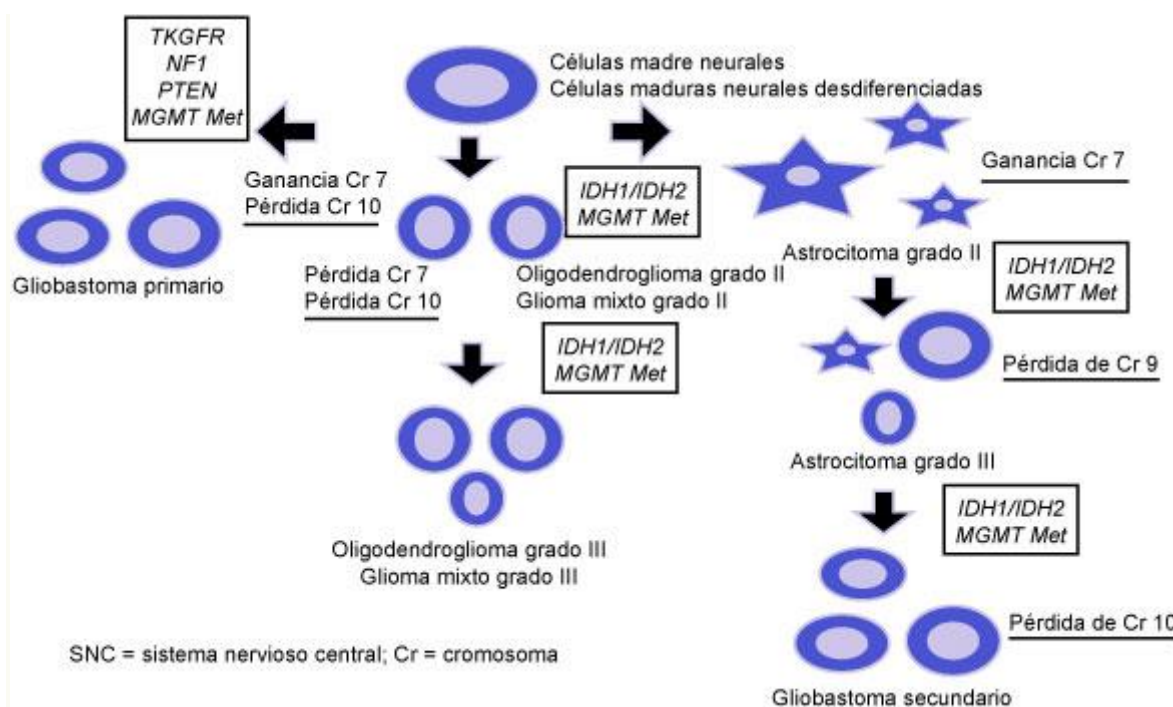 TKGFR
NF1
PTEN
MGMT Met
Células madre neurales
Células maduras neurales desdiferenciadas
Ganancia Cr 7
Pérdida Cr 10
Gliobastoma primario
IDH1/IDH2
MGMT Met
Pérdida Cr 7
Pérdida Cr 10
Oligodendroglioma grado II
Glioma mixto grado II
IDH1/IDH2
MGMT Met
Oligodendroglioma grado III
Glioma mixto grado III
Ganancia Cr 7
Astrocitoma grado II
IDH1/IDH2
MGMT Met
Pérdida de Cr 9
Astrocitoma grado III
IDH1/IDH2
MGMT Met
Pérdida de Cr 10
Gliobastoma secundario
SNC = sistema nervioso central; Cr = cromosoma